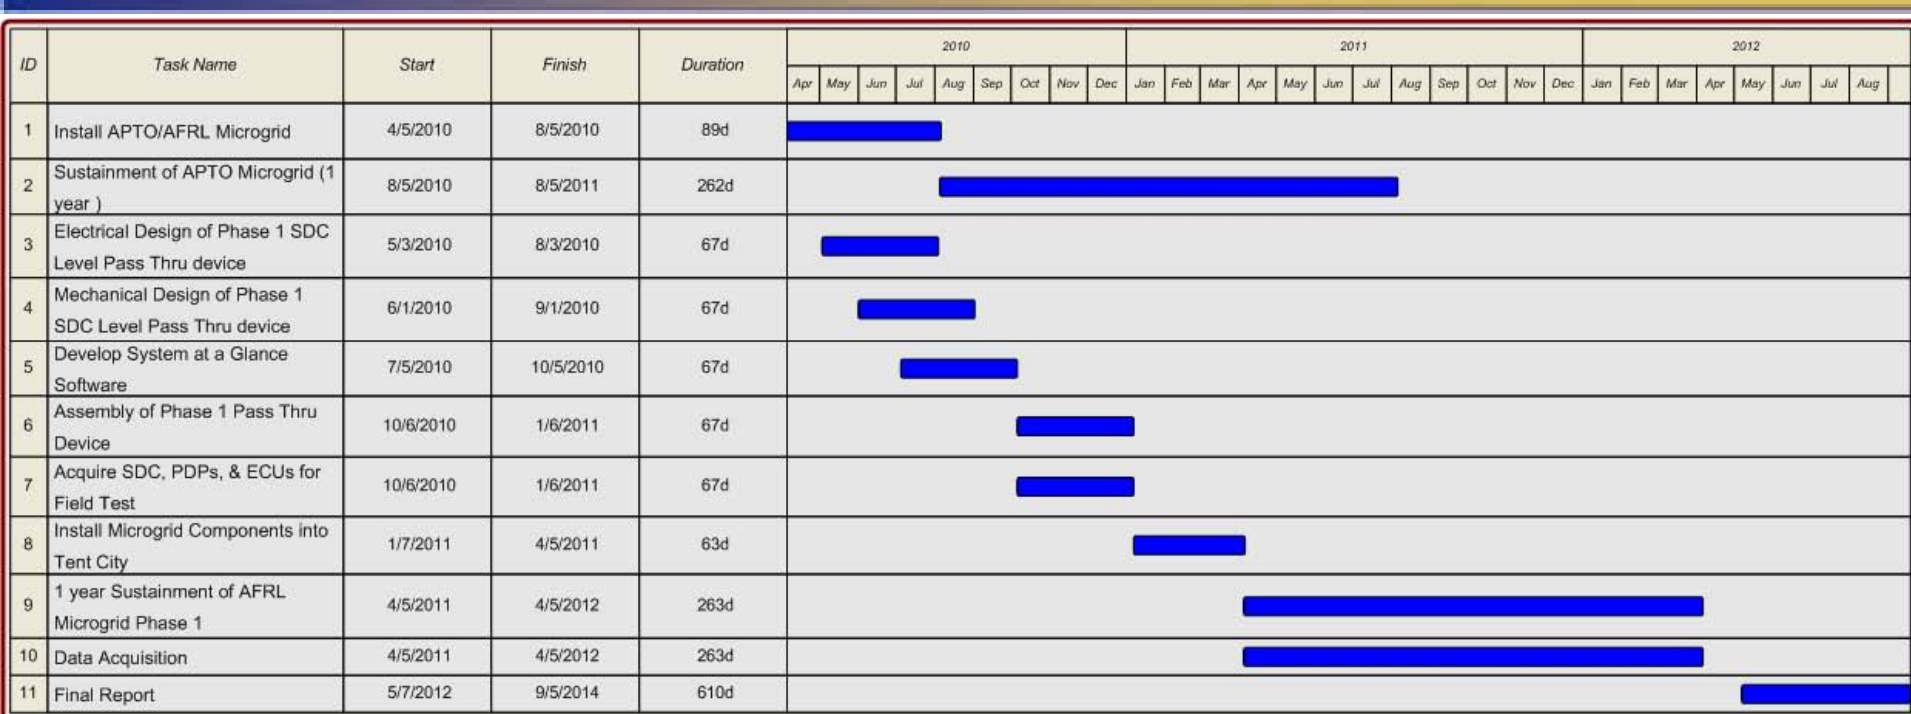 ID Task Name Start Finish Duration 2010 2011 2012
Apr May Jun Jul Aug Sep Oct Nov Dec Jan Feb Mar Apr May Jun Jul Aug Sep Oct Nov Dec Jan Feb Mar Apr May Jun Jul Aug
1 Install APTO/AFRL Microgrid 4/5/2010 8/5/2010 89d
2 Sustainment of APTO Microgrid (1
year ) 8/5/2010 8/5/2011 262d
3 Electrical Design of Phase 1 SDC
Level Pass Thru device 5/3/2010 8/3/2010 67d
4 Mechanical Design of Phase 1
SDC Level Pass Thru device 6/1/2010 9/1/2010 67d
5 Develop System at a Glance
Software 7/5/2010 10/5/2010 67d
6 Assembly of Phase 1 Pass Thru
Device 10/6/2010 1/6/2011 67d
7 Acquire SDC, PDPs, & ECUs for
Field Test 10/6/2010 1/6/2011 67d
8 Install Microgrid Components into
Tent City 1/7/2011 4/5/2011 63d
9 1 year Sustainment of AFRL
Microgrid Phase 1 4/5/2011 4/5/2012 263d
10 Data Acquisition 4/5/2011 4/5/2012 263d
11 Final Report 5/7/2012 9/5/2014 610d